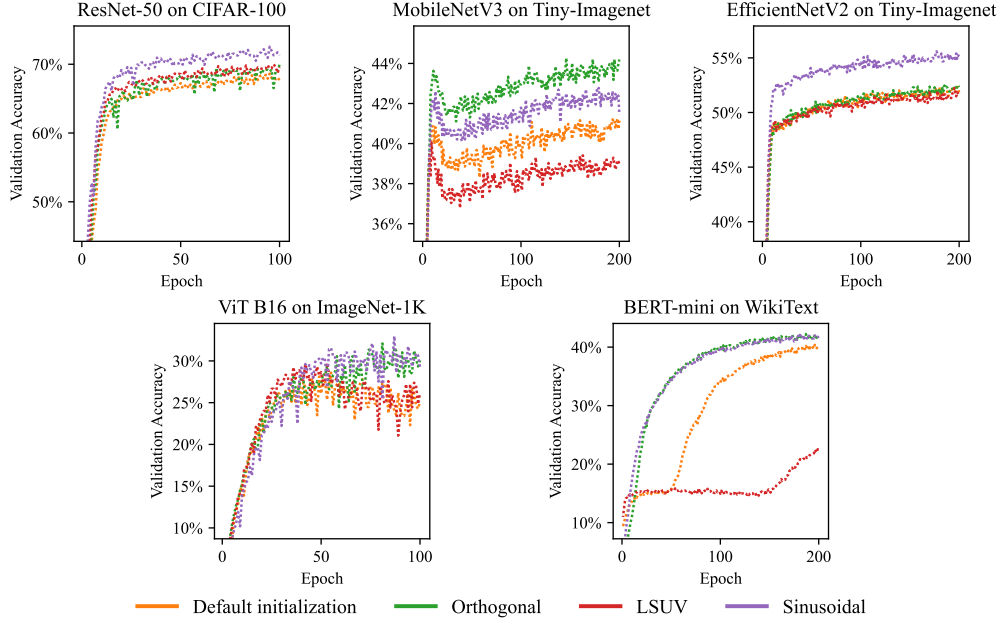 ResNet-50 on CIFAR-100
Validation Accuracy
70%
60%
50%
0
50
100
Epoch
MobileNetV3 on Tiny-Imagenet
Validation Accuracy
44%
42%
40%
38%
36%
0
100
200
Epoch
EfficientNetV2 on Tiny-Imagenet
Validation Accuracy
55%
50%
45%
40%
0
100
200
Epoch
ViT B16 on ImageNet-1K
Validation Accuracy
30%
25%
20%
15%
10%
0
50
100
Epoch
BERT-mini on WikiText
Validation Accuracy
40%
30%
20%
10%
0
100
200
Epoch
Default initialization
Orthogonal
LSUV
Sinusoidal